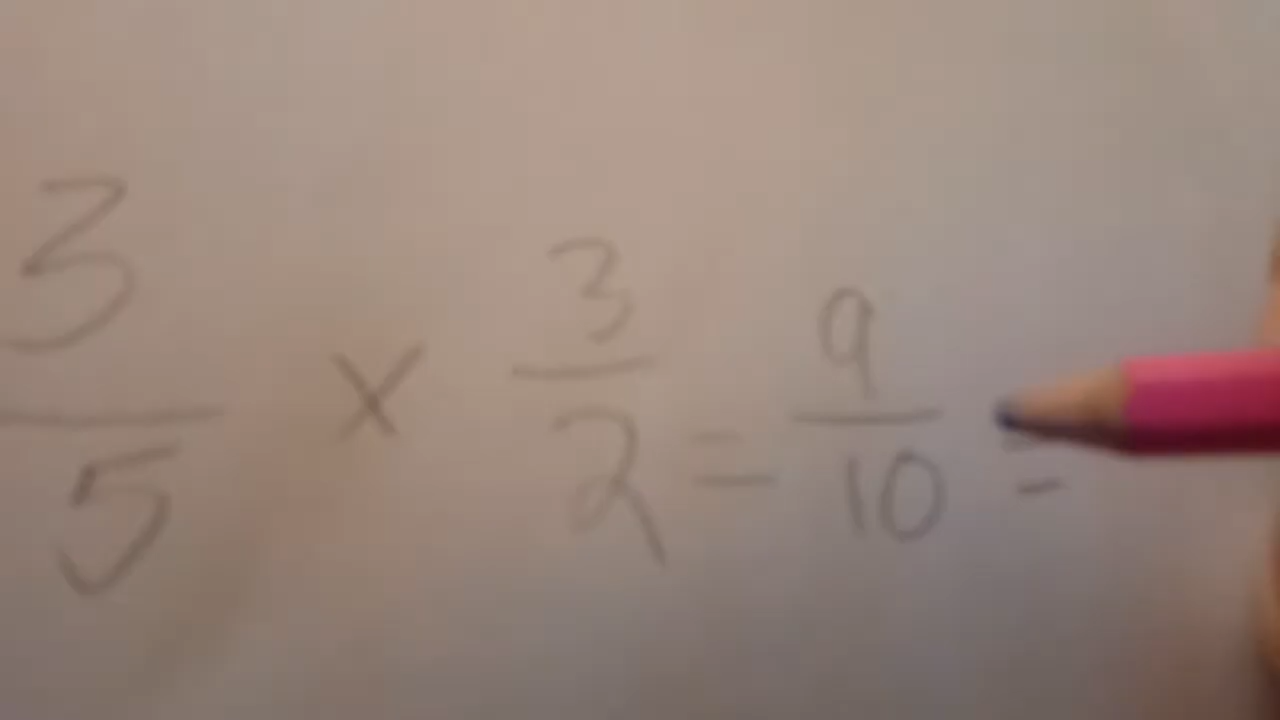 3/5 × 3/2 = 9/10 =